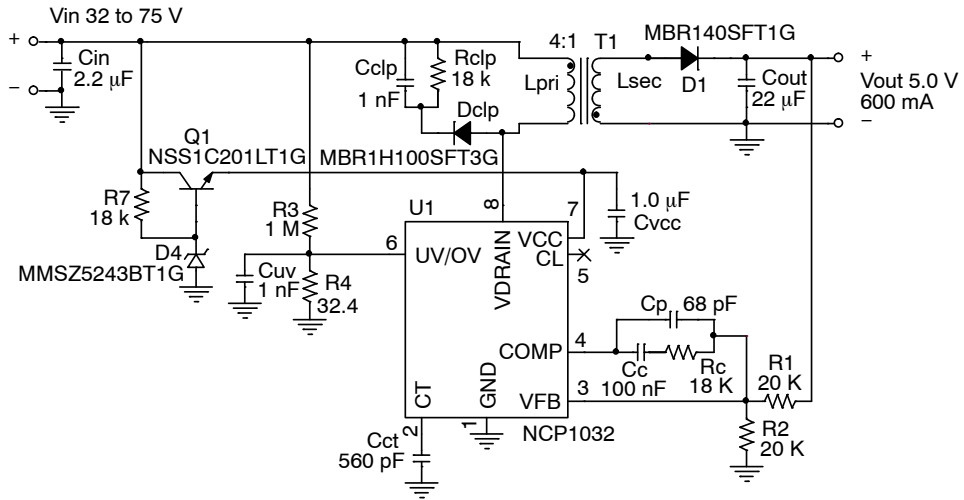 Vin 32 to 75 V
+
−
Cin
2.2 µF
Cclp
1 nF
Rclp
18 k
Dclp
MBR1H100SFT3G
4:1 T1
Lpri
Lsec
MBR140SFT1G
D1
Cout
22 µF
+
Vout 5.0 V
600 mA
−
Q1
NSS1C201LT1G
R7
18 k
D4
MMSZ5243BT1G
R3
1 M
Cuv
1 nF
R4
32.4
U1
8
7
1.0 µF
Cvcc
6
UV/OV
VDRAIN
VCC
CL
5
Cp 68 pF
COMP
4
Cc
100 nF
Rc
18 K
R1
20 K
CT
GND
VFB
3
2
1
NCP1032
R2
20 K
Cct
560 pF